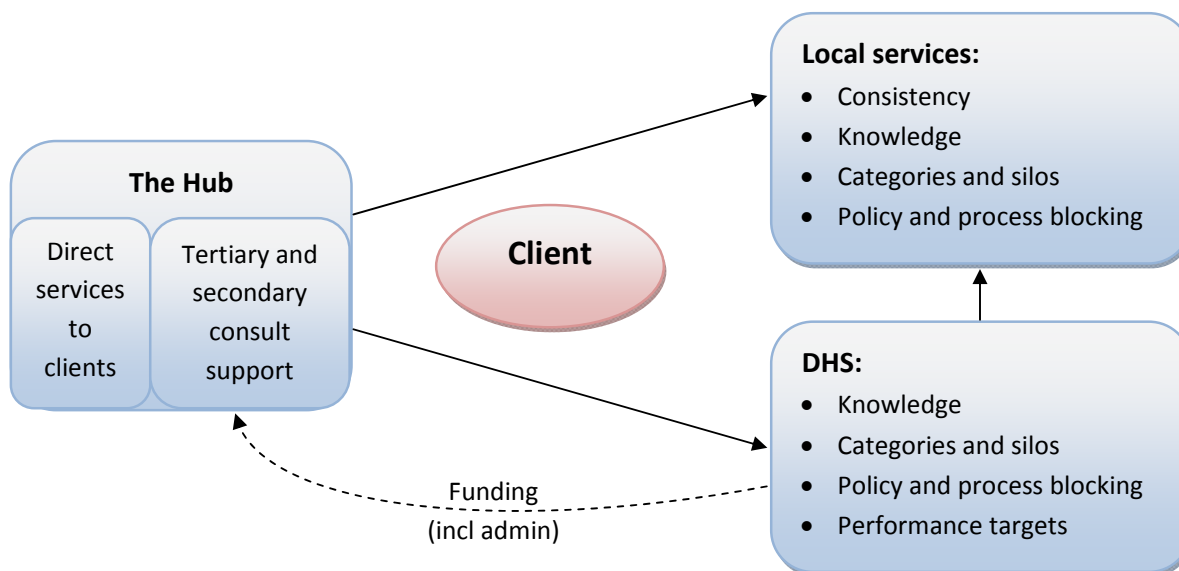 The Hub
Direct
services
to
clients
Tertiary and
secondary
consult
support
Client
Local services:
• Consistency
• Knowledge
• Categories and silos
• Policy and process blocking
DHS:
• Knowledge
• Categories and silos
• Policy and process blocking
• Performance targets
Funding
(incl admin)